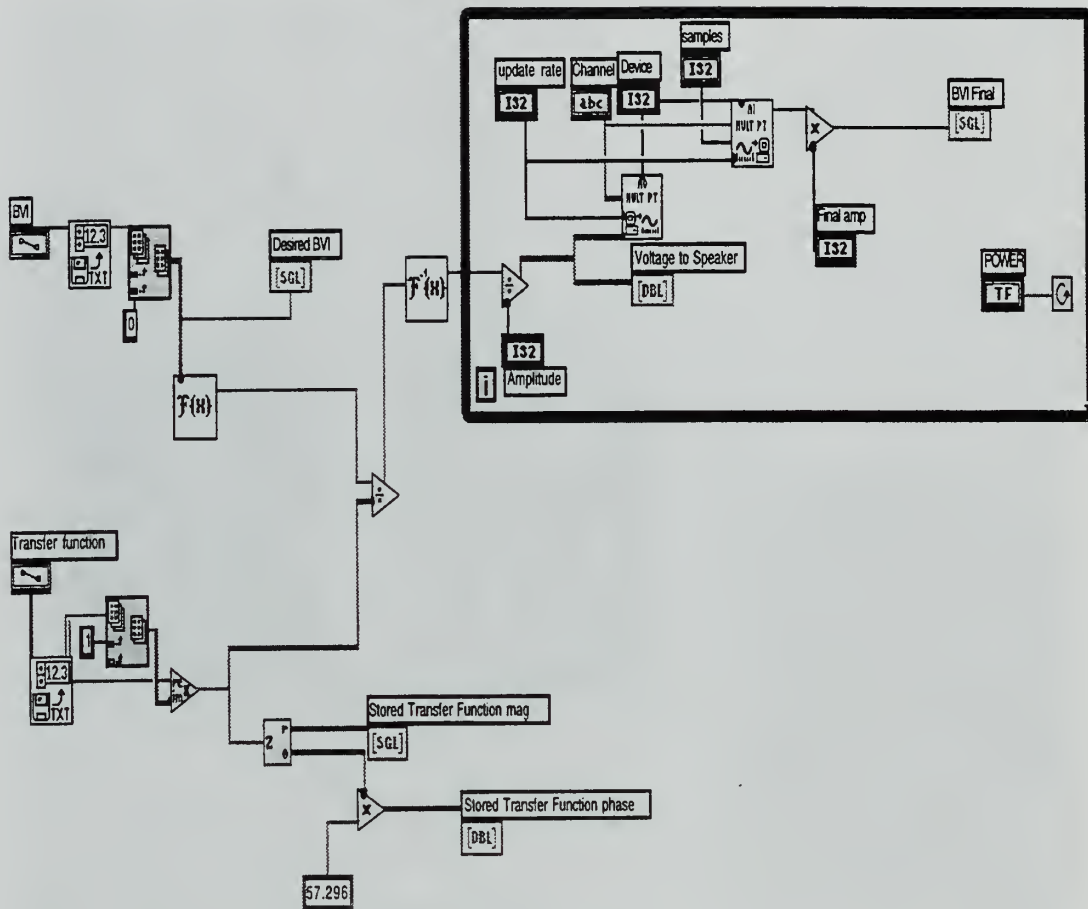 samples
I32
update rate
I32
Channel
abc
Device
I32
AI
MULT PT
X
BVI Final
[SGL]
AO
MULT PT
Final amp
I32
Voltage to Speaker
[DBL]
POWER
TF
÷
I32
Amplitude
i
BVI
12.3
TXT
0
Desired BVI
[SGL]
F⁻¹{X}
F{X}
÷
Transfer function
12.3
TXT
1
Stored Transfer Function mag
[SGL]
Z
r
θ
X
Stored Transfer Function phase
[DBL]
57.296